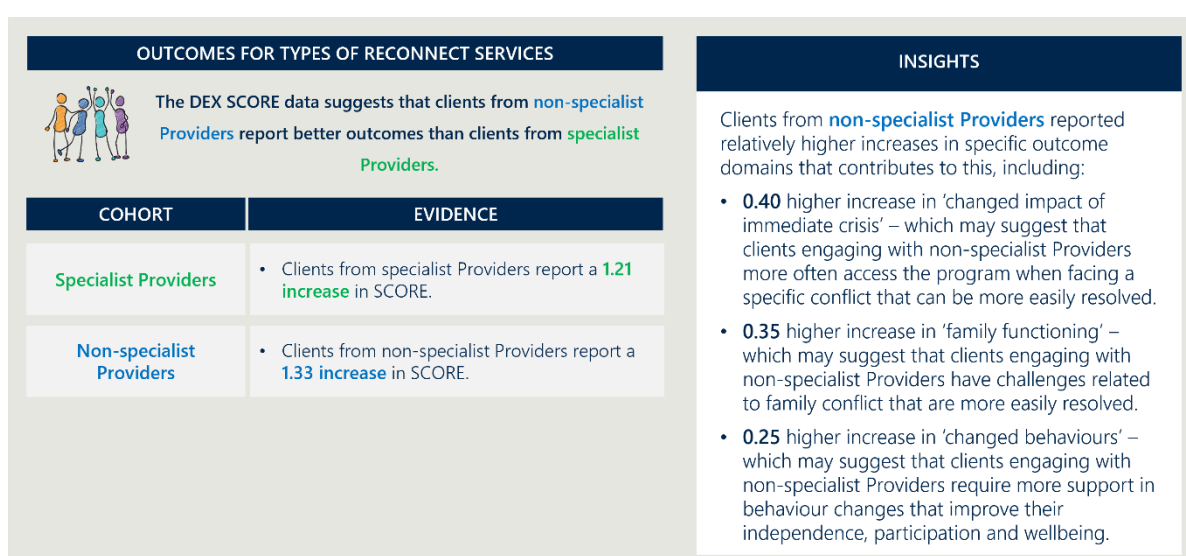 OUTCOMES FOR TYPES OF RECONNECT SERVICES
The DEX SCORE data suggests that clients from non-specialist
Providers report better outcomes than clients from specialist
Providers.
COHORT
EVIDENCE
Specialist Providers
• Clients from specialist Providers report a 1.21
increase in SCORE.
Non-specialist
Providers
• Clients from non-specialist Providers report a
1.33 increase in SCORE.
INSIGHTS
Clients from non-specialist Providers reported
relatively higher increases in specific outcome
domains that contributes to this, including:
• 0.40 higher increase in ‘changed impact of
immediate crisis’ – which may suggest that
clients engaging with non-specialist Providers
more often access the program when facing a
specific conflict that can be more easily resolved.
• 0.35 higher increase in ‘family functioning’ –
which may suggest that clients engaging with
non-specialist Providers have challenges related
to family conflict that are more easily resolved.
• 0.25 higher increase in ‘changed behaviours’ –
which may suggest that clients engaging with
non-specialist Providers require more support in
behaviour changes that improve their
independence, participation and wellbeing.